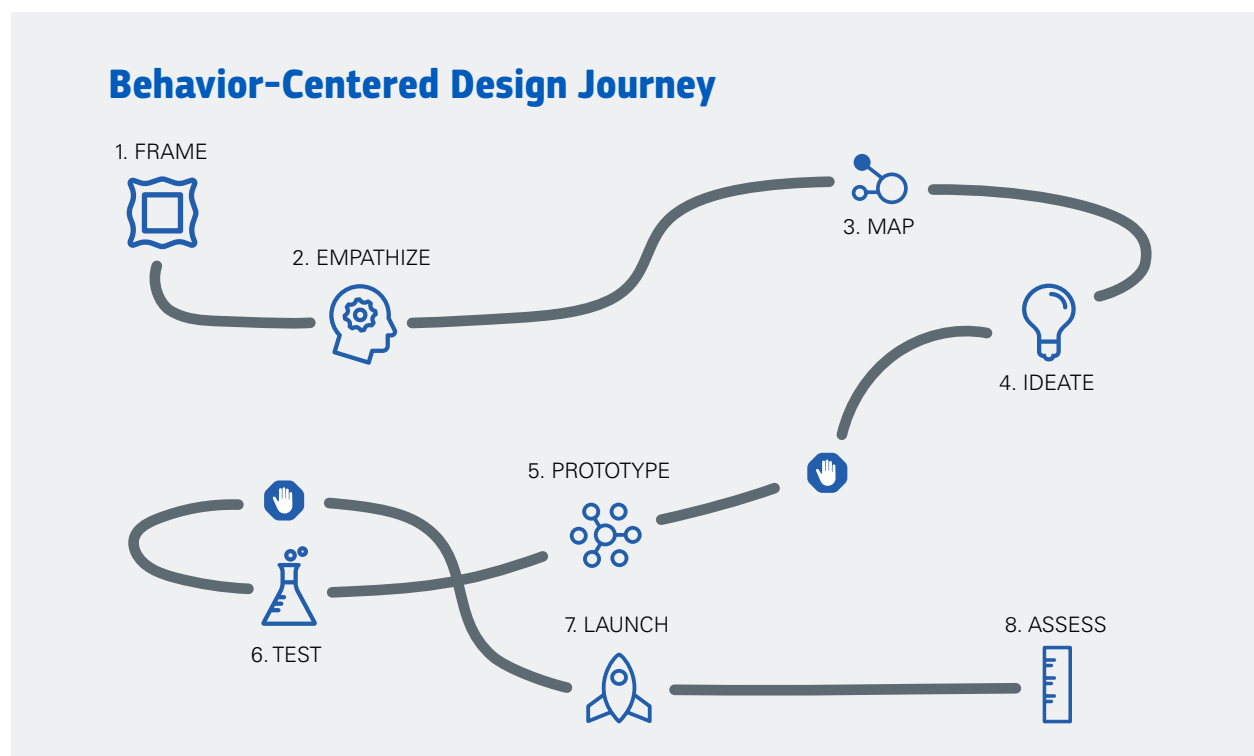 Behavior-Centered Design Journey
1. FRAME
2. EMPATHIZE
3. MAP
4. IDEATE
5. PROTOTYPE
6. TEST
7. LAUNCH
8. ASSESS